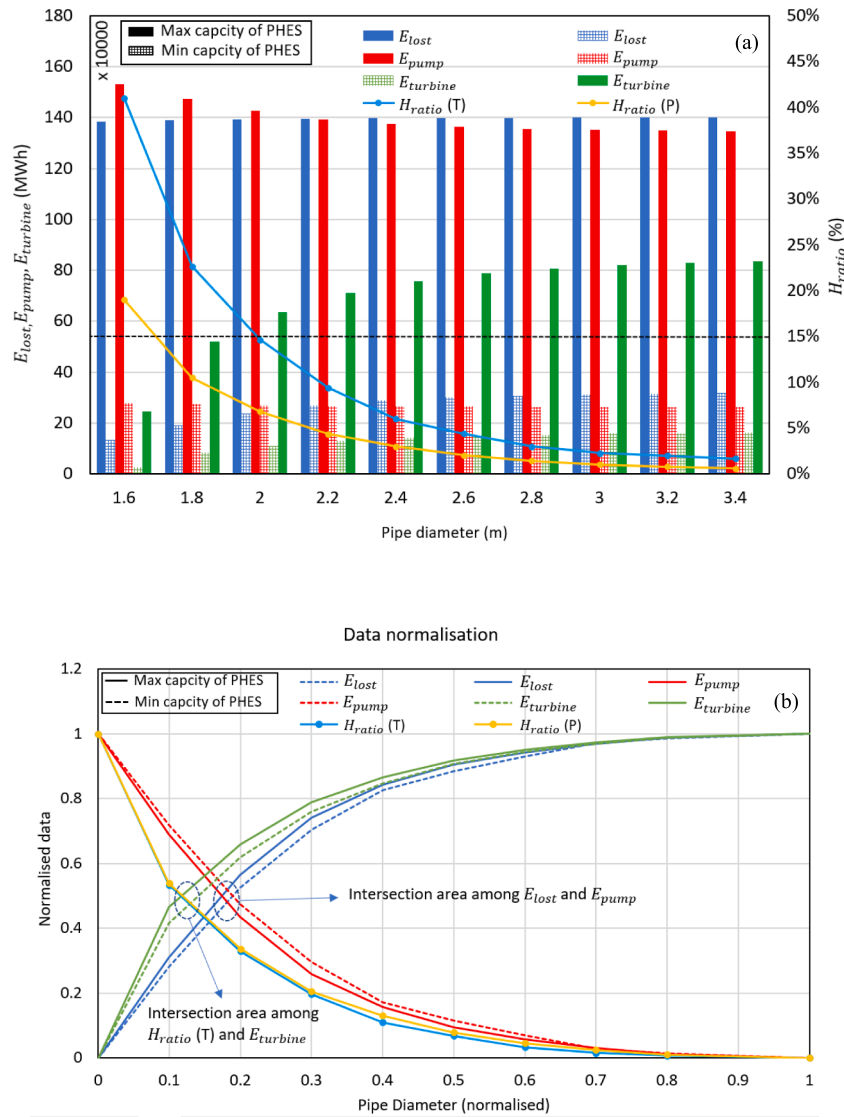 180
160
140
120
100
80
60
40
20
0
x 10000
E_lost, E_pump, E_turbine (MWh)
Max capcity of PHES
Min capcity of PHES
E_lost
E_lost
E_pump
E_pump
E_turbine
E_turbine
H_ratio (T)
H_ratio (P)
(a)
50%
45%
40%
35%
30%
25%
20%
15%
10%
5%
0%
H_ratio (%)
1.6 1.8 2 2.2 2.4 2.6 2.8 3 3.2 3.4
Pipe diameter (m)
Data normalisation
1.2
1
0.8
0.6
0.4
0.2
0
Normalised data
Max capcity of PHES
Min capcity of PHES
E_lost
E_lost
E_pump
E_pump
E_turbine
E_turbine
H_ratio (T)
H_ratio (P)
(b)
Intersection area among E_lost and E_pump
Intersection area among
H_ratio (T) and E_turbine
0 0.1 0.2 0.3 0.4 0.5 0.6 0.7 0.8 0.9 1
Pipe Diameter (normalised)